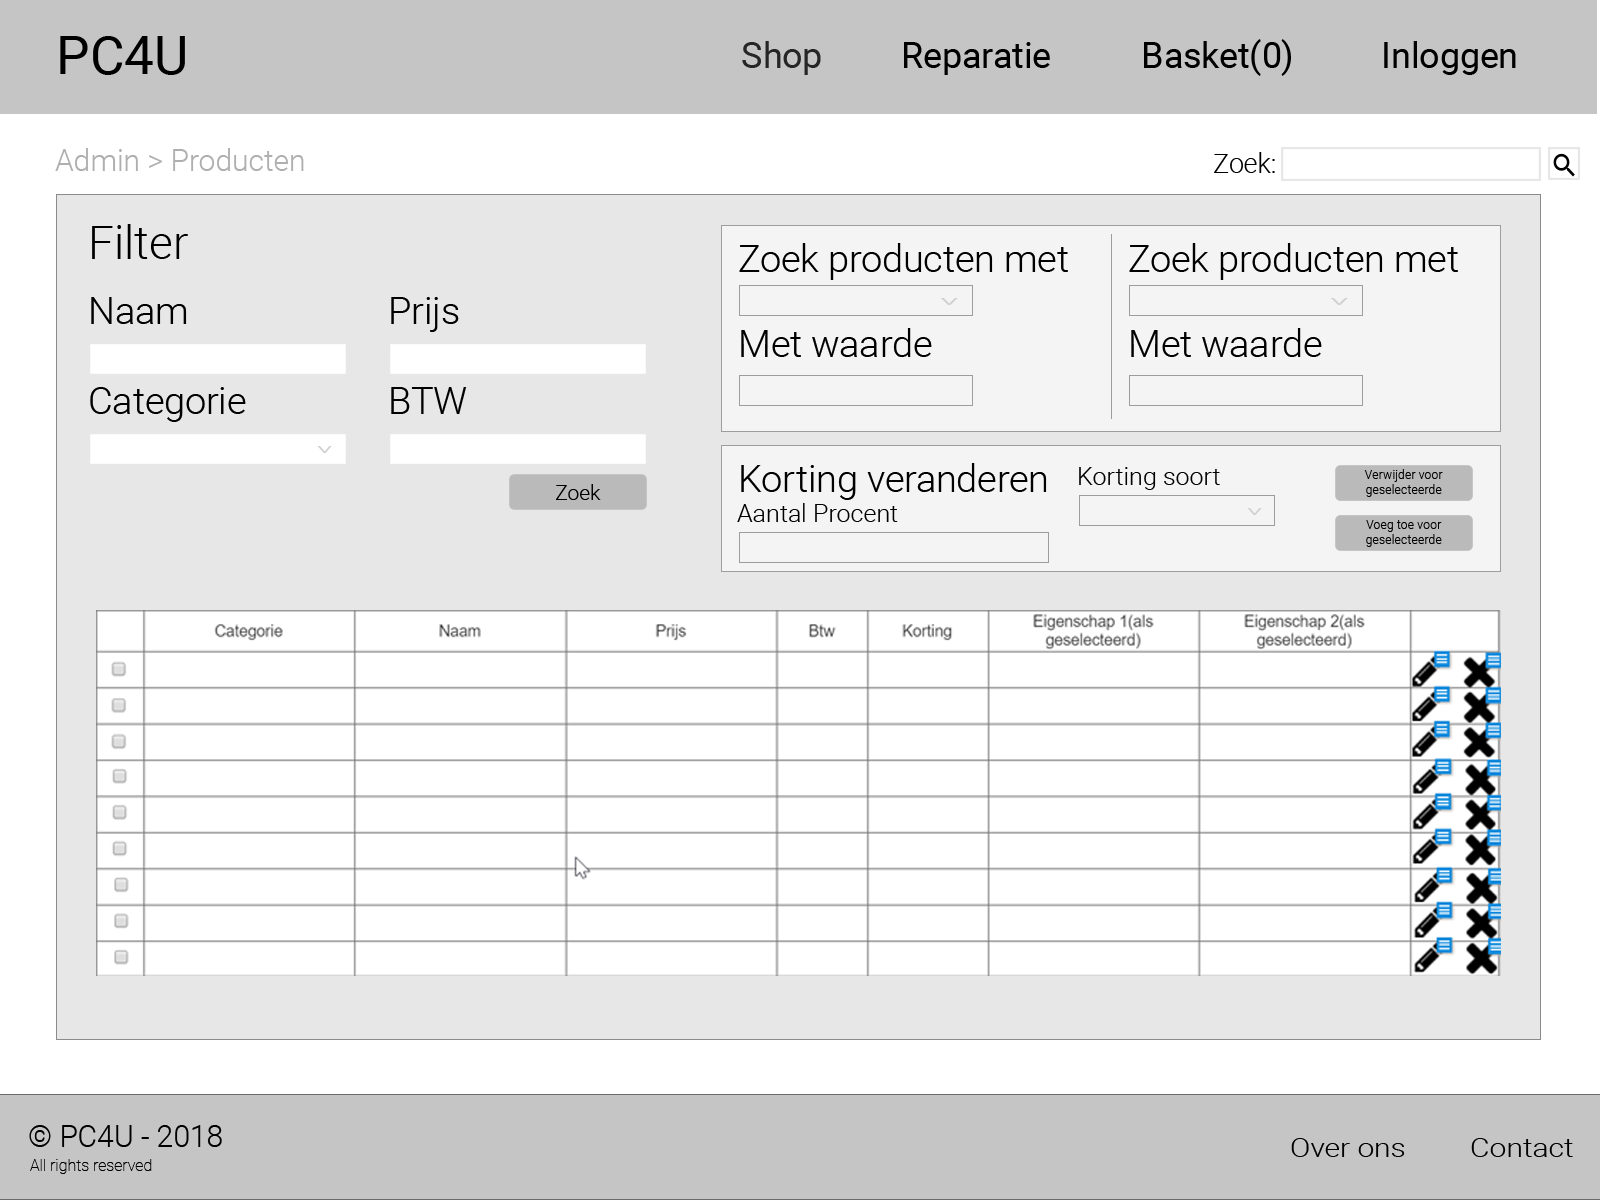 PC4U
Shop
Reparatie
Basket(0)
Inloggen
Admin > Producten
Zoek:
Filter
Naam
Prijs
Categorie
BTW
Zoek
Zoek producten met
Met waarde
Zoek producten met
Met waarde
Korting veranderen
Aantal Procent
Korting soort
Verwijder voor
geselecteerde
Voeg toe voor
geselecteerde
Categorie
Naam
Prijs
Btw
Korting
Eigenschap 1(als
geselecteerd)
Eigenschap 2(als
geselecteerd)
© PC4U - 2018
All rights reserved
Over ons
Contact